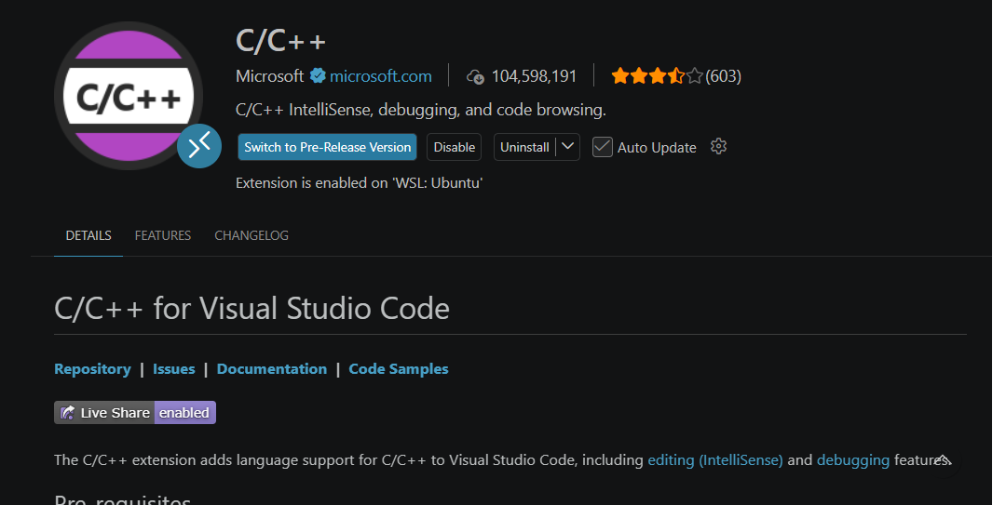 C/C++
C/C++
Microsoft microsoft.com 104,598,191 (603)
C/C++ IntelliSense, debugging, and code browsing.
Switch to Pre-Release Version Disable Uninstall Auto Update
Extension is enabled on 'WSL: Ubuntu'
DETAILS FEATURES CHANGELOG
C/C++ for Visual Studio Code
Repository | Issues | Documentation | Code Samples
Live Share enabled
The C/C++ extension adds language support for C/C++ to Visual Studio Code, including editing (IntelliSense) and debugging features.
Pre-requisites